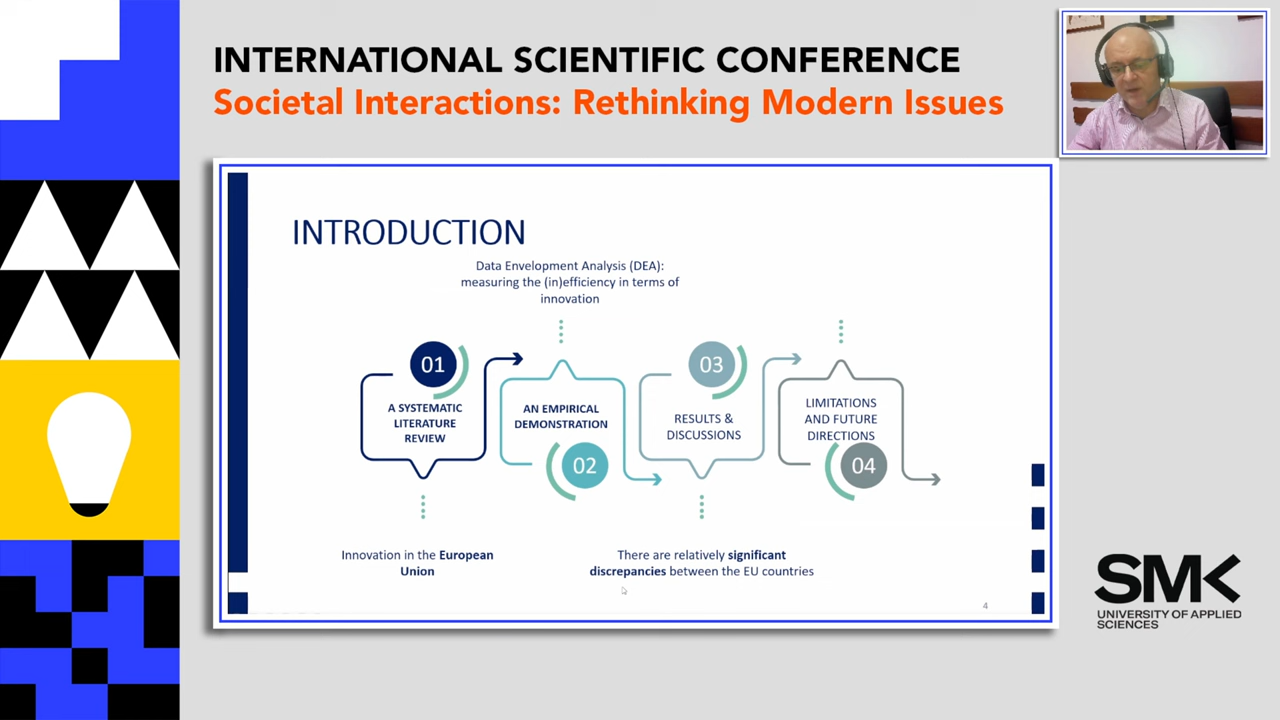 INTERNATIONAL SCIENTIFIC CONFERENCE
Societal Interactions: Rethinking Modern Issues
INTRODUCTION
Data Envelopment Analysis (DEA):
measuring the (in)efficiency in terms of
innovation
01
A SYSTEMATIC
LITERATURE
REVIEW
Innovation in the European
Union
AN EMPIRICAL
DEMONSTRATION
02
03
RESULTS &
DISCUSSIONS
There are relatively significant
discrepancies between the EU countries
LIMITATIONS
AND FUTURE
DIRECTIONS
04
4
SMK
UNIVERSITY OF APPLIED
SCIENCES